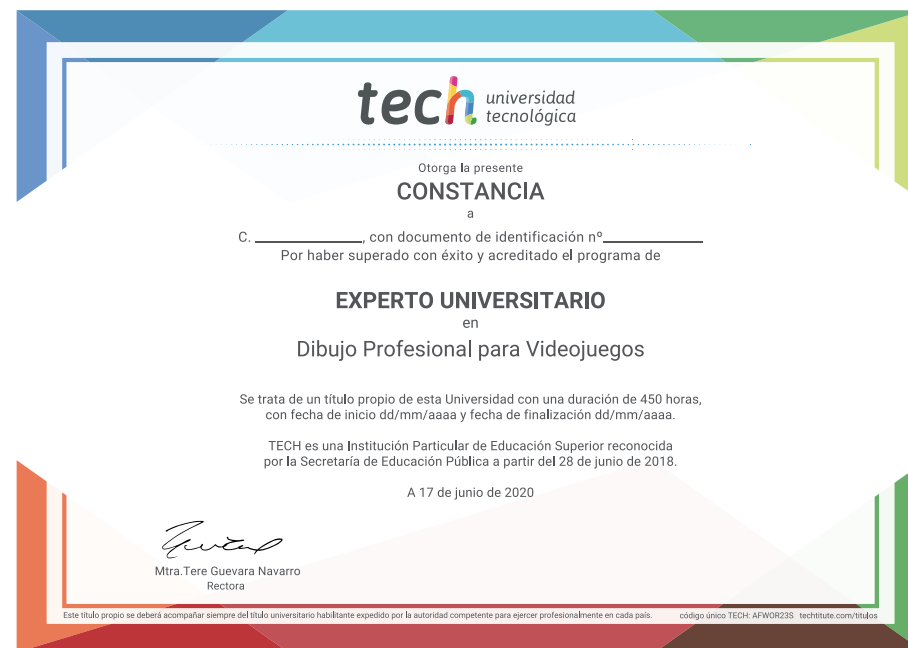 tech universidad
tecnológica
Otorga la presente
CONSTANCIA
a
C. ____________, con documento de identificación nº____________
Por haber superado con éxito y acreditado el programa de
EXPERTO UNIVERSITARIO
en
Dibujo Profesional para Videojuegos
Se trata de un título propio de esta Universidad con una duración de 450 horas,
con fecha de inicio dd/mm/aaaa y fecha de finalización dd/mm/aaaa.
TECH es una Institución Particular de Educación Superior reconocida
por la Secretaría de Educación Pública a partir del 28 de junio de 2018.
A 17 de junio de 2020
Mtra.Tere Guevara Navarro
Rectora
Este título propio se deberá acompañar siempre del título universitario habilitante expedido por la autoridad competente para ejercer profesionalmente en cada país. código único TECH: AFWOR23S techtitute.com/titulos